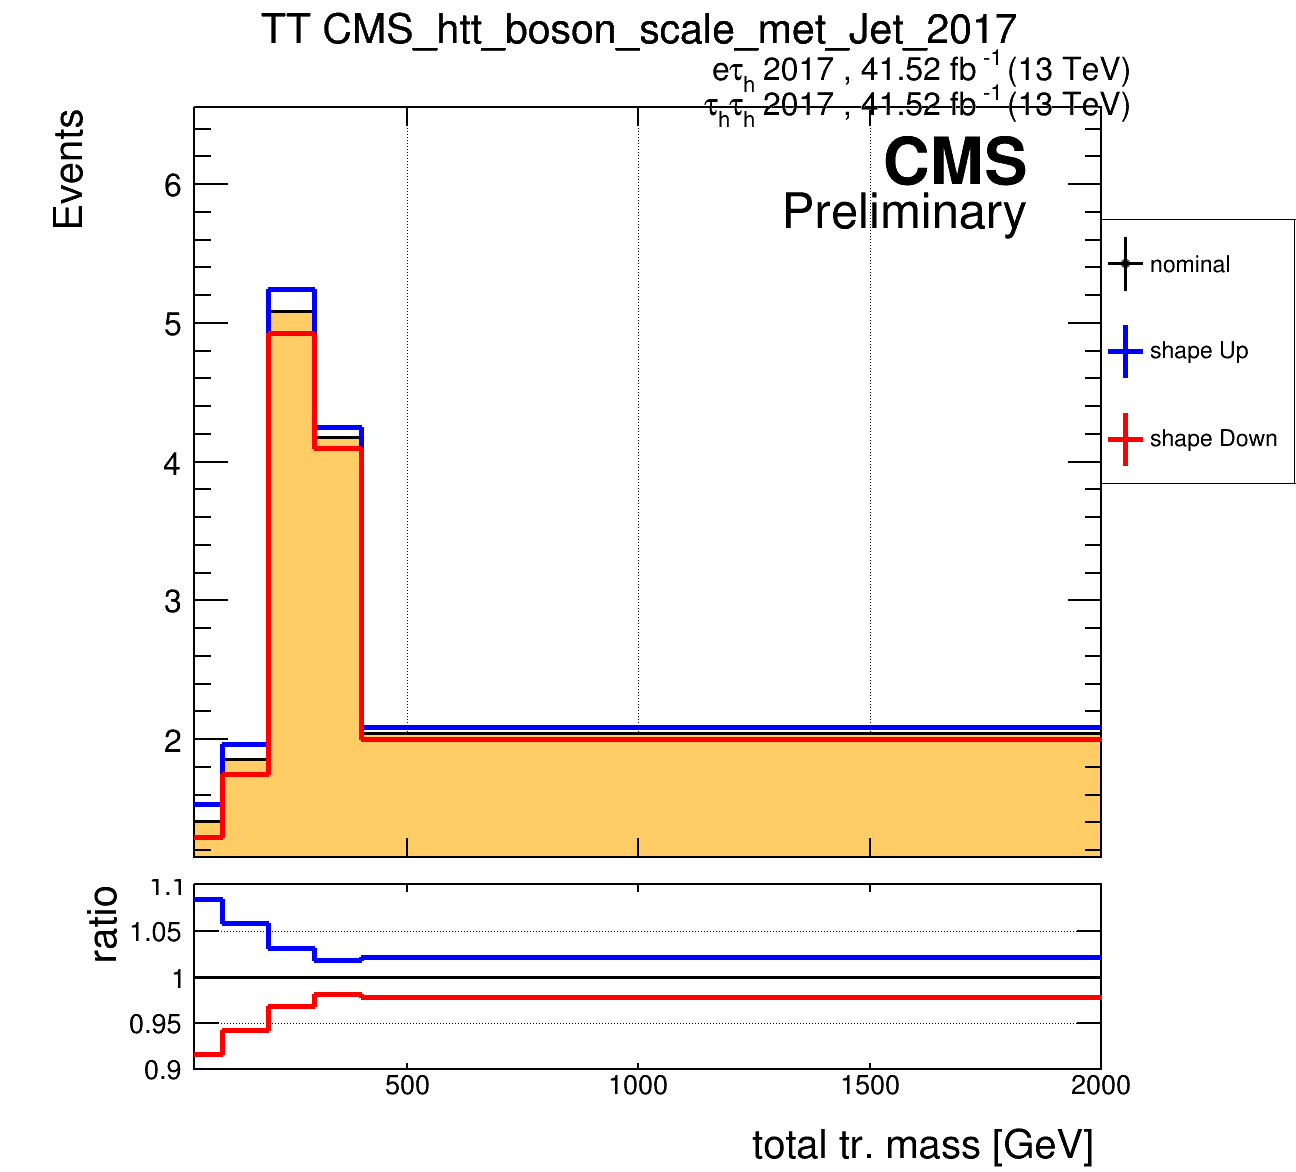 TT CMS_htt_boson_scale_met_Jet_2017
eτh 2017 , 41.52 fb -1 (13 TeV)
τhτh 2017 , 41.52 fb -1 (13 TeV)
CMS
Preliminary
Events
6
5
4
3
2
nominal
shape Up
shape Down
ratio
1.1
1.05
1
0.95
0.9
500
1000
1500
2000
total tr. mass [GeV]